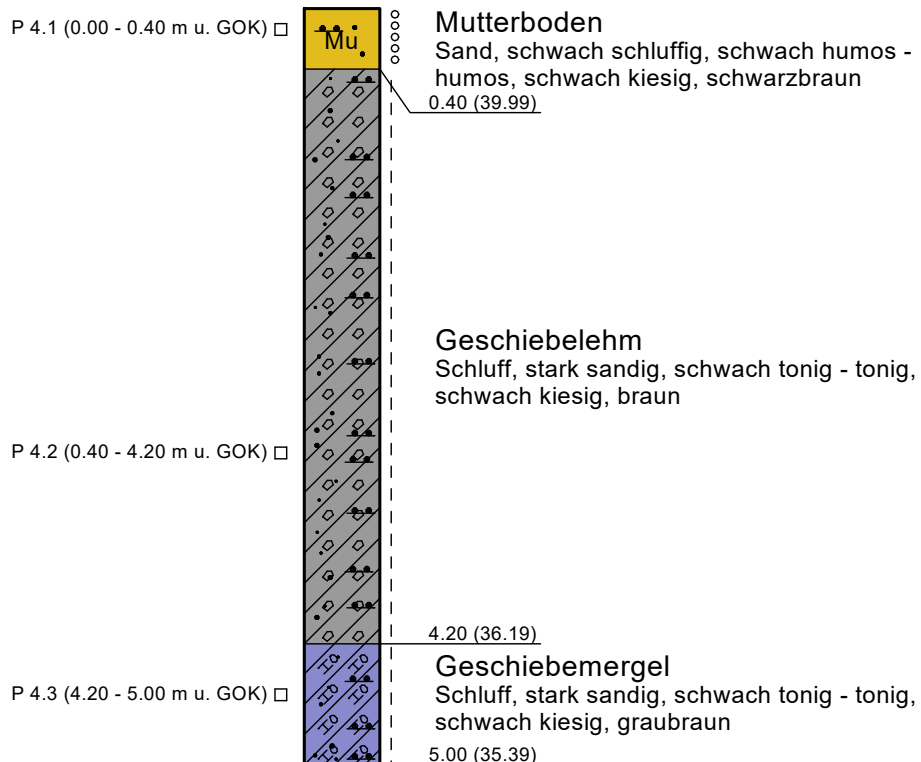 P 4.1 (0.00 - 0.40 m u. GOK)
Mu
Mutterboden
Sand, schwach schluffig, schwach humos -
humos, schwach kiesig, schwarzbraun
0.40 (39.99)
Geschiebelehm
Schluff, stark sandig, schwach tonig - tonig,
schwach kiesig, braun
P 4.2 (0.40 - 4.20 m u. GOK)
4.20 (36.19)
Geschiebemergel
Schluff, stark sandig, schwach tonig - tonig,
schwach kiesig, graubraun
P 4.3 (4.20 - 5.00 m u. GOK)
5.00 (35.39)